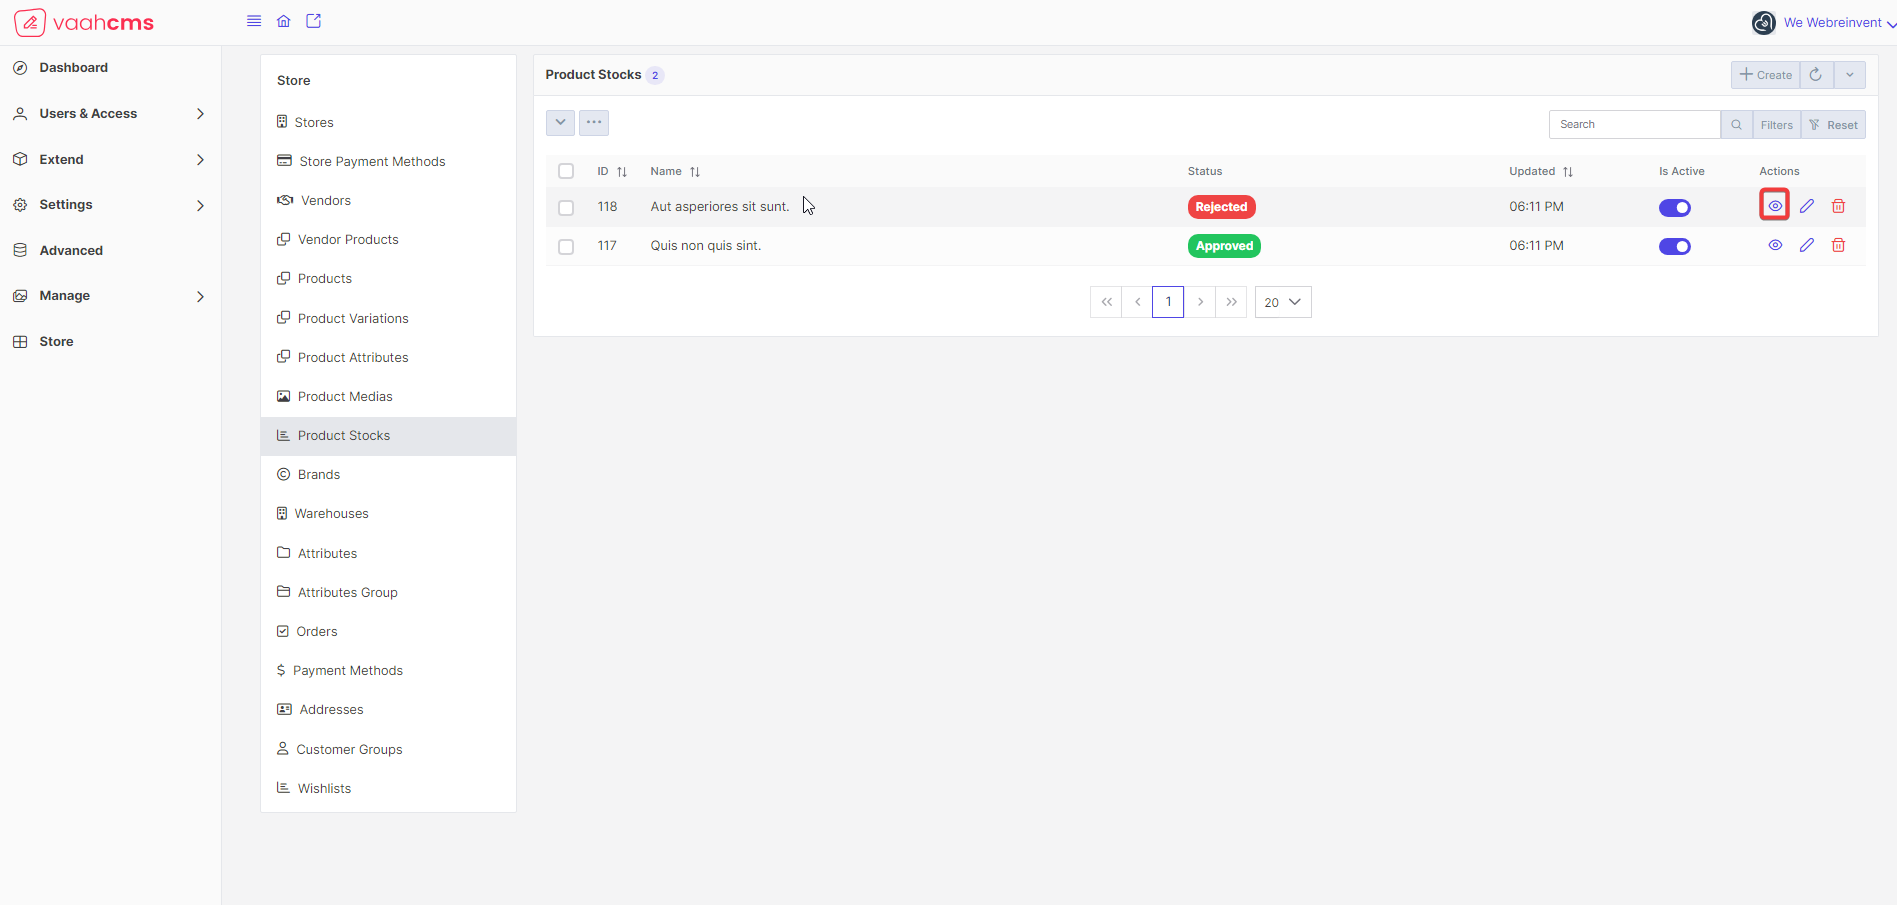 vaahcms
We Webreinvent
Dashboard
Users & Access
Extend
Settings
Advanced
Manage
Store
Store
Stores
Store Payment Methods
Vendors
Vendor Products
Products
Product Variations
Product Attributes
Product Medias
Product Stocks
Brands
Warehouses
Attributes
Attributes Group
Orders
Payment Methods
Addresses
Customer Groups
Wishlists
Product Stocks 2
Create
Search
Filters
Reset
ID Name Status Updated Is Active Actions
118 Aut asperiores sit sunt. Rejected 06:11 PM
117 Quis non quis sint. Approved 06:11 PM
1 20